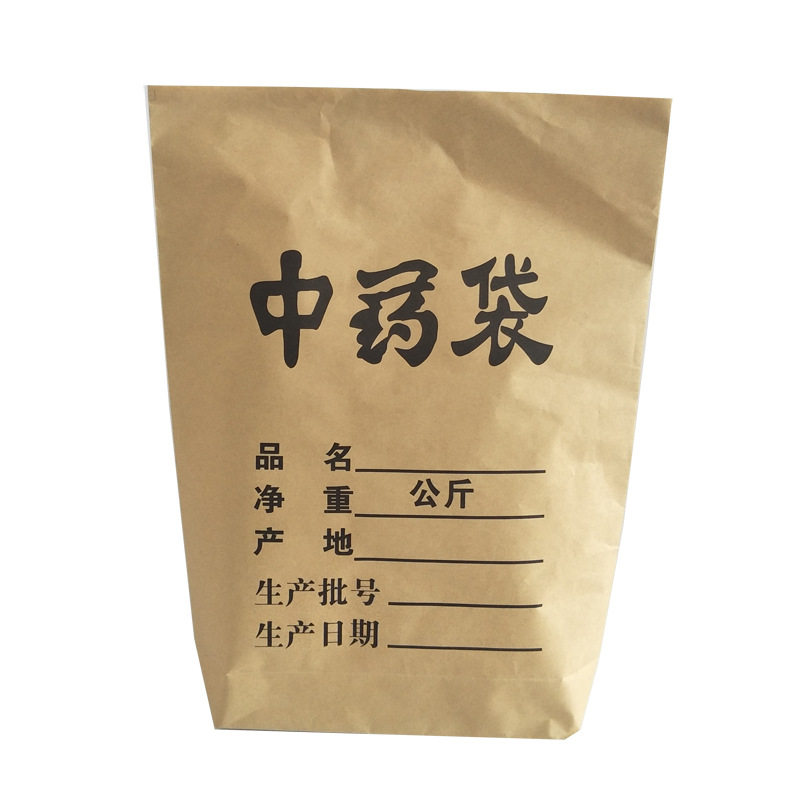 中药袋
品 名
净 重 公斤
产 地
生产批号
生产日期